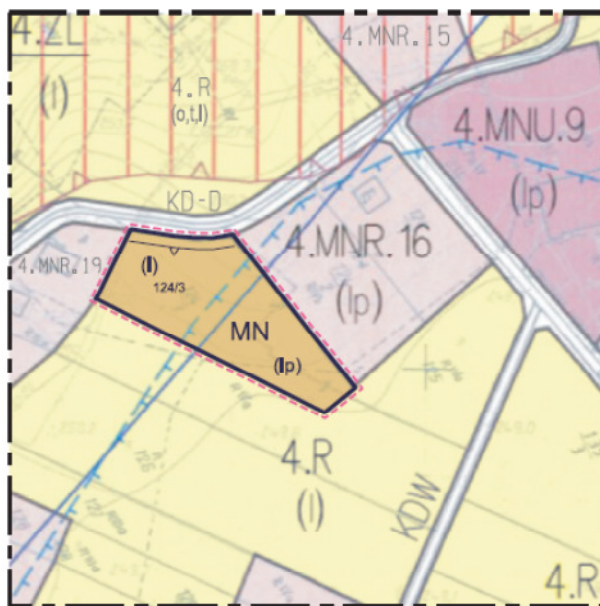 4.ZL
(l)
4.MNR.15
4.R
(o,t,l)
4.MNU.9
(lp)
KD-D
4.MNR.16
(lp)
4.MNR.19
(l)
124/3
MN
(lp)
4.R
(l)
KDW
4.R